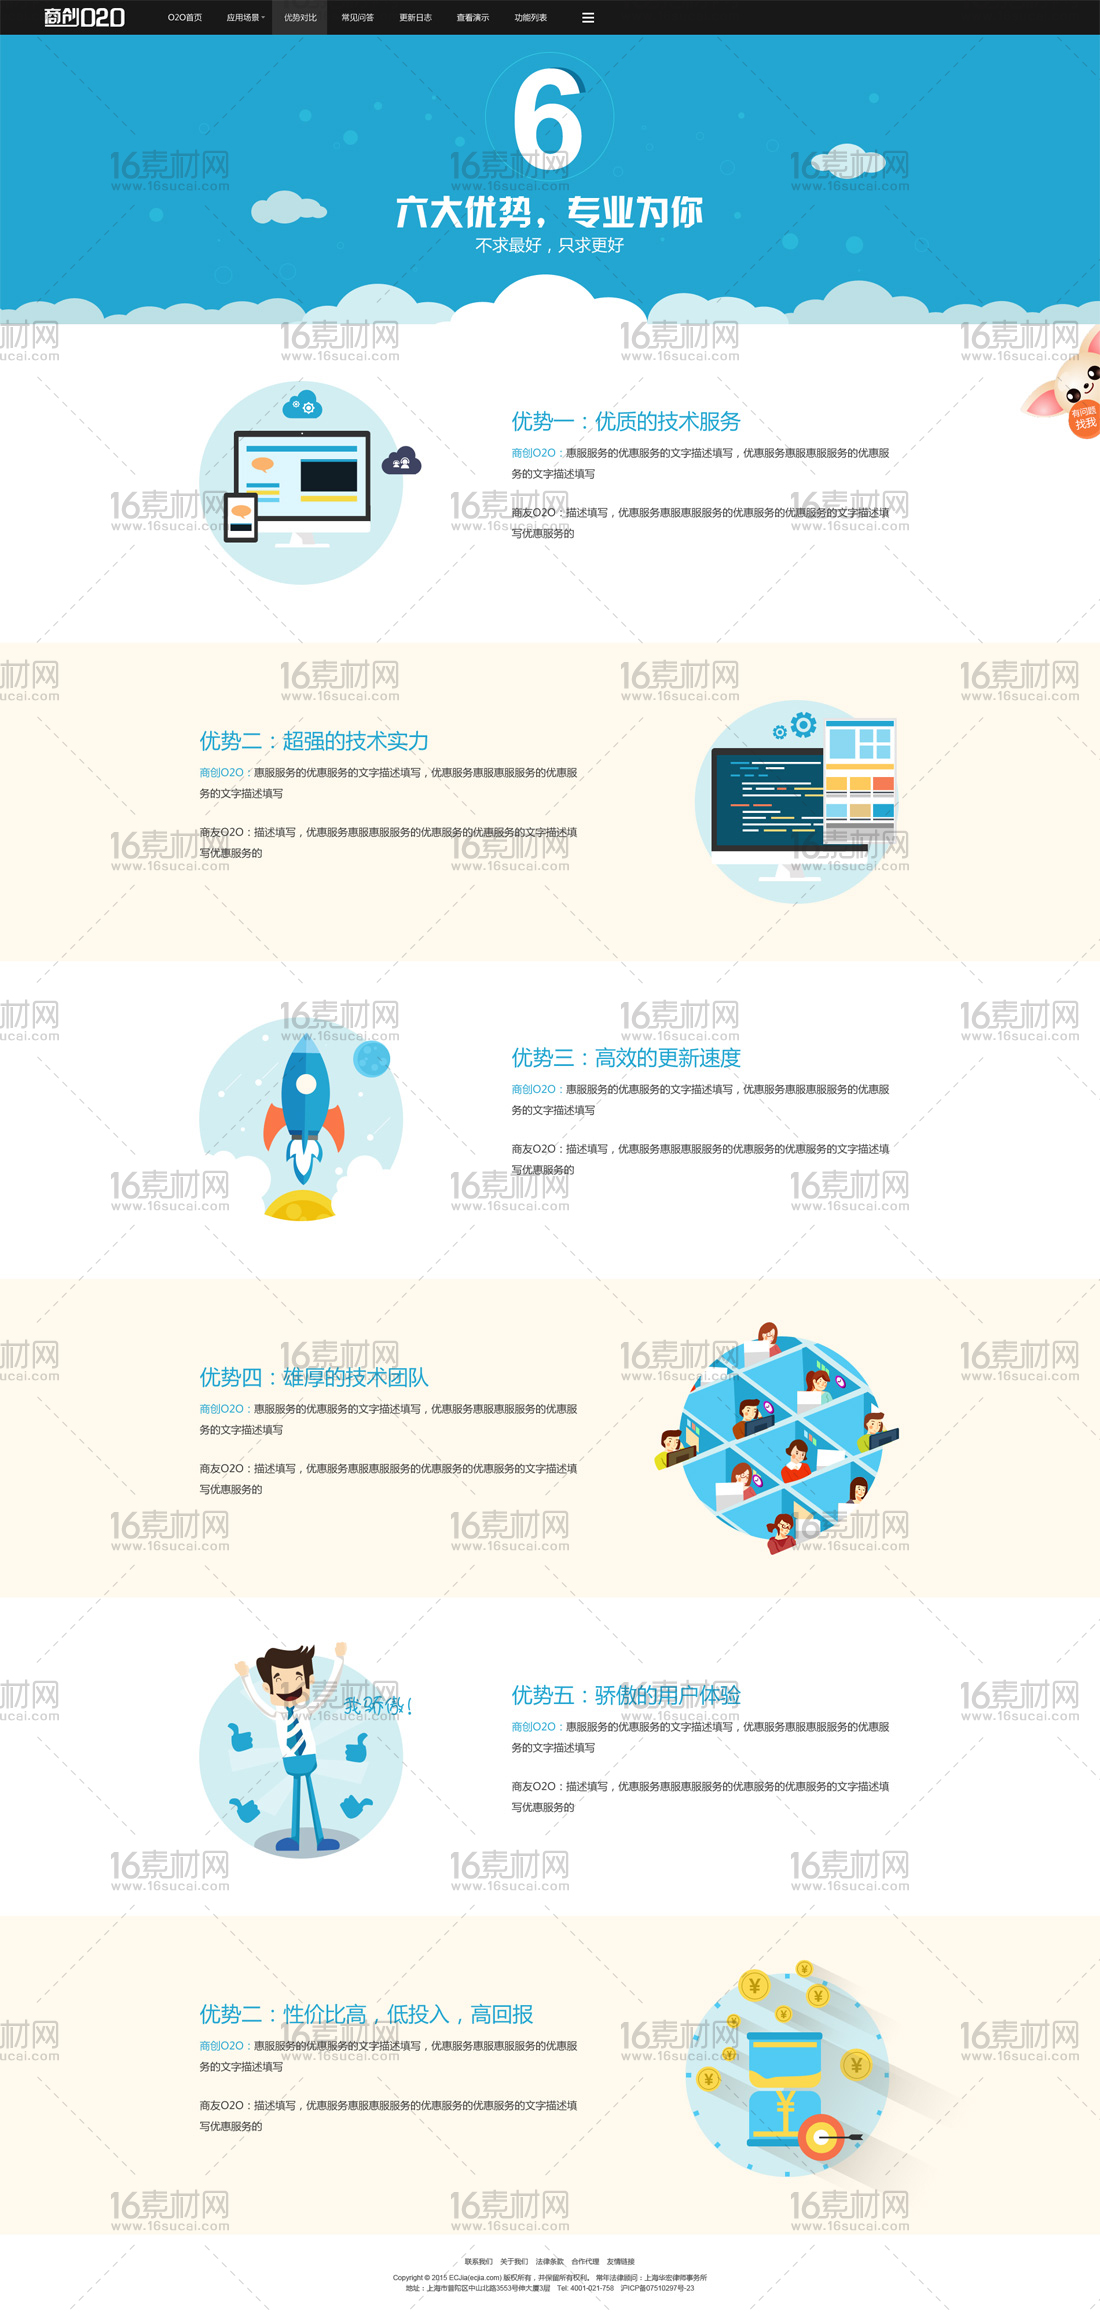 商创O2O
O2O首页 应用场景 优势对比 常见问答 更新日志 查看演示 功能列表
6
六大优势，专业为你
不求最好，只求更好
有问题
找我
优势一：优质的技术服务
商创O2O：惠服服务的优惠服务的文字描述填写，优惠服务惠服惠服服务的优惠服
务的文字描述填写
商友O2O：描述填写，优惠服务惠服惠服服务的优惠服务的优惠服务的文字描述填
写优惠服务的
优势二：超强的技术实力
商创O2O：惠服服务的优惠服务的文字描述填写，优惠服务惠服惠服服务的优惠服
务的文字描述填写
商友O2O：描述填写，优惠服务惠服惠服服务的优惠服务的优惠服务的文字描述填
写优惠服务的
优势三：高效的更新速度
商创O2O：惠服服务的优惠服务的文字描述填写，优惠服务惠服惠服服务的优惠服
务的文字描述填写
商友O2O：描述填写，优惠服务惠服惠服服务的优惠服务的优惠服务的文字描述填
写优惠服务的
优势四：雄厚的技术团队
商创O2O：惠服服务的优惠服务的文字描述填写，优惠服务惠服惠服服务的优惠服
务的文字描述填写
商友O2O：描述填写，优惠服务惠服惠服服务的优惠服务的优惠服务的文字描述填
写优惠服务的
我骄傲！
优势五：骄傲的用户体验
商创O2O：惠服服务的优惠服务的文字描述填写，优惠服务惠服惠服服务的优惠服
务的文字描述填写
商友O2O：描述填写，优惠服务惠服惠服服务的优惠服务的优惠服务的文字描述填
写优惠服务的
优势二：性价比高，低投入，高回报
商创O2O：惠服服务的优惠服务的文字描述填写，优惠服务惠服惠服服务的优惠服
务的文字描述填写
商友O2O：描述填写，优惠服务惠服惠服服务的优惠服务的优惠服务的文字描述填
写优惠服务的
联系我们 关于我们 法律条款 合作代理 友情链接
Copyright © 2015 ECJia(ecjia.com) 版权所有，并保留所有权利。 常年法律顾问：上海华宏律师事务所
地址：上海市普陀区中山北路3553号伸大厦3层 Tel: 4001-021-758 沪ICP备07510297号-23
16素材网
www.16sucai.com